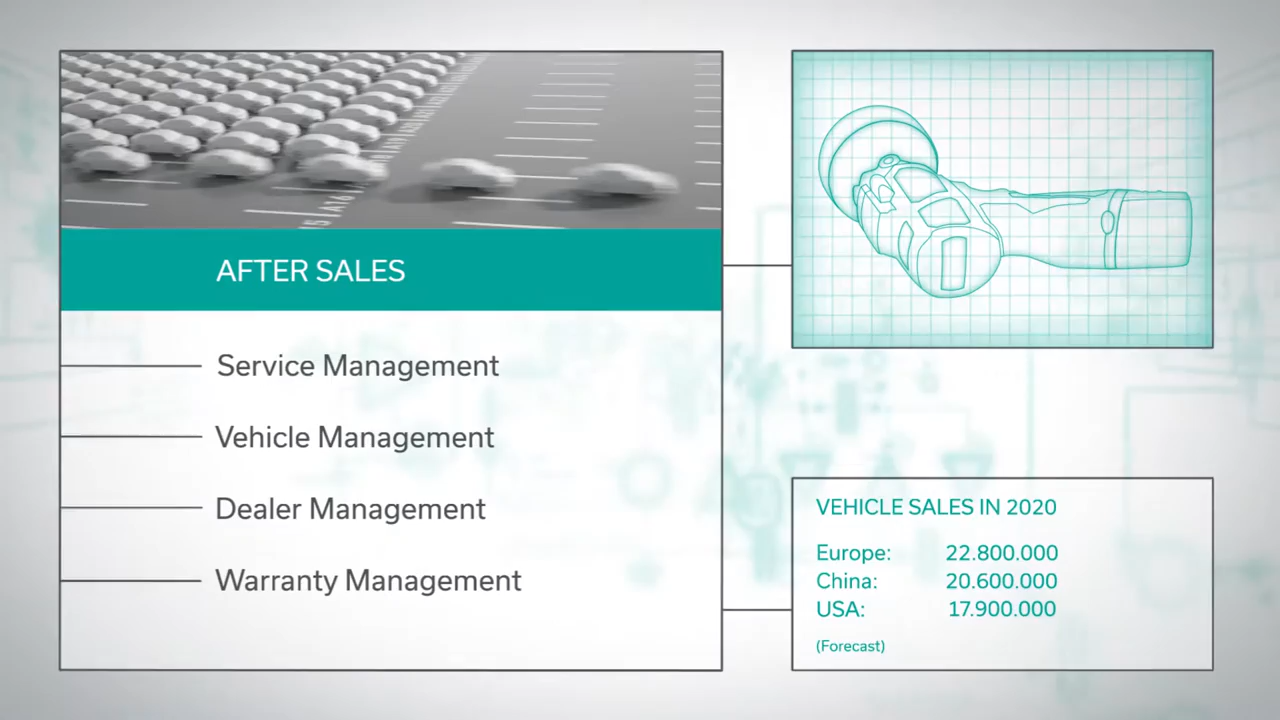 AFTER SALES
Service Management
Vehicle Management
Dealer Management
Warranty Management
VEHICLE SALES IN 2020
Europe: 22.800.000
China: 20.600.000
USA: 17.900.000
(Forecast)